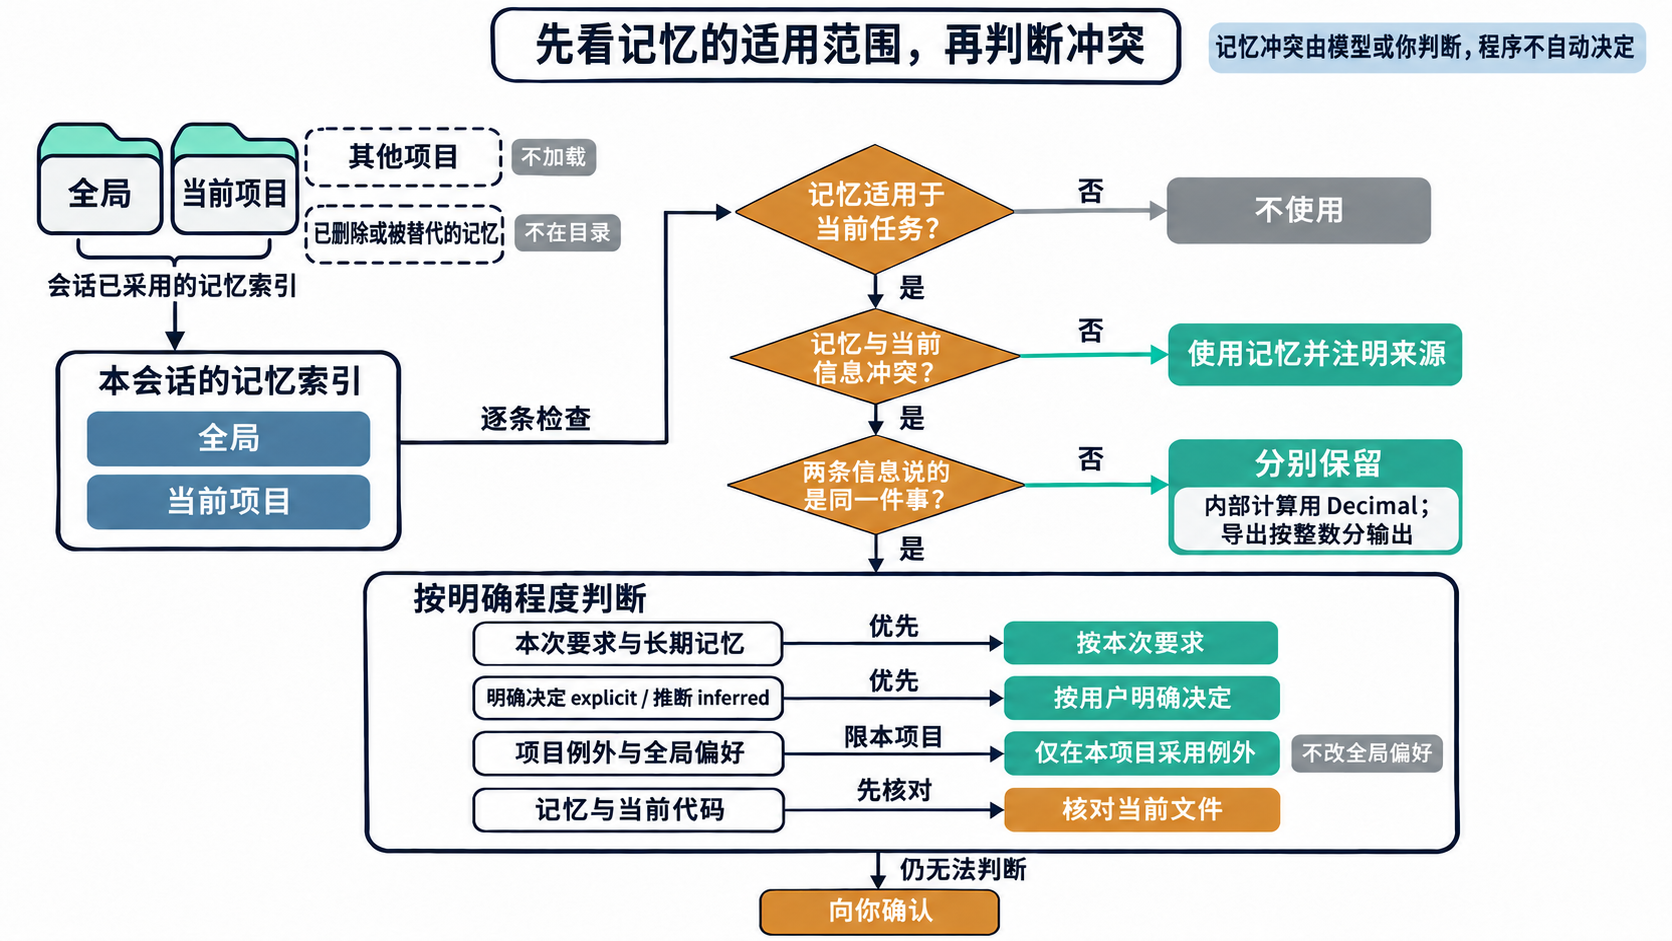 先看记忆的适用范围，再判断冲突
记忆冲突由模型或你判断，程序不自动决定
全局
当前项目
其他项目
不加载
已删除或被替代的记忆
不在目录
会话已采用的记忆索引
本会话的记忆索引
全局
当前项目
逐条检查
记忆适用于
当前任务？
否
不使用
是
记忆与当前
信息冲突？
否
使用记忆并注明来源
是
两条信息说的
是同一件事？
否
分别保留
内部计算用 Decimal；
导出按整数分输出
是
按明确程度判断
本次要求与长期记忆
优先
按本次要求
明确决定 explicit / 推断 inferred
优先
按用户明确决定
项目例外与全局偏好
限本项目
仅在本项目采用例外
不改全局偏好
记忆与当前代码
先核对
核对当前文件
仍无法判断
向你确认